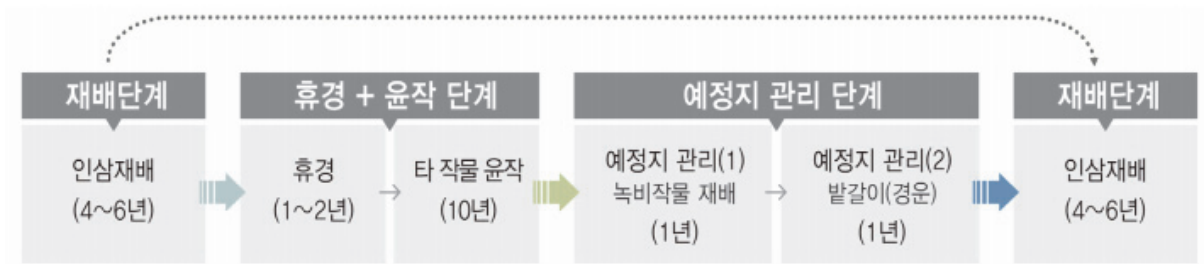 재배단계
휴경 + 윤작 단계
예정지 관리 단계
재배단계
인삼재배
(4~6년)
휴경
(1~2년)
타 작물 윤작
(10년)
예정지 관리(1)
녹비작물 재배
(1년)
예정지 관리(2)
밭갈이(경운)
(1년)
인삼재배
(4~6년)